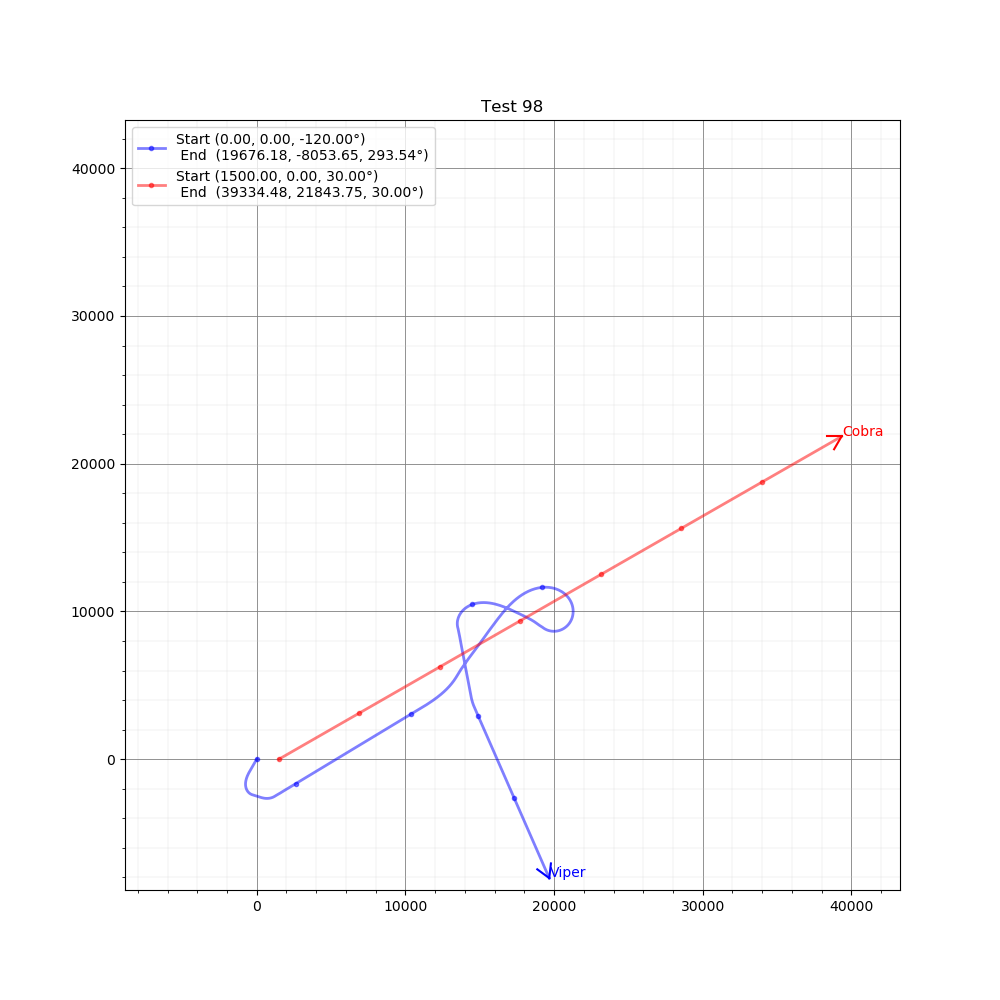 Test 98
Start (0.00, 0.00, -120.00°)
End (19676.18, -8053.65, 293.54°)
Start (1500.00, 0.00, 30.00°)
End (39334.48, 21843.75, 30.00°)
40000
30000
20000
10000
0
Cobra
Viper
0
10000
20000
30000
40000